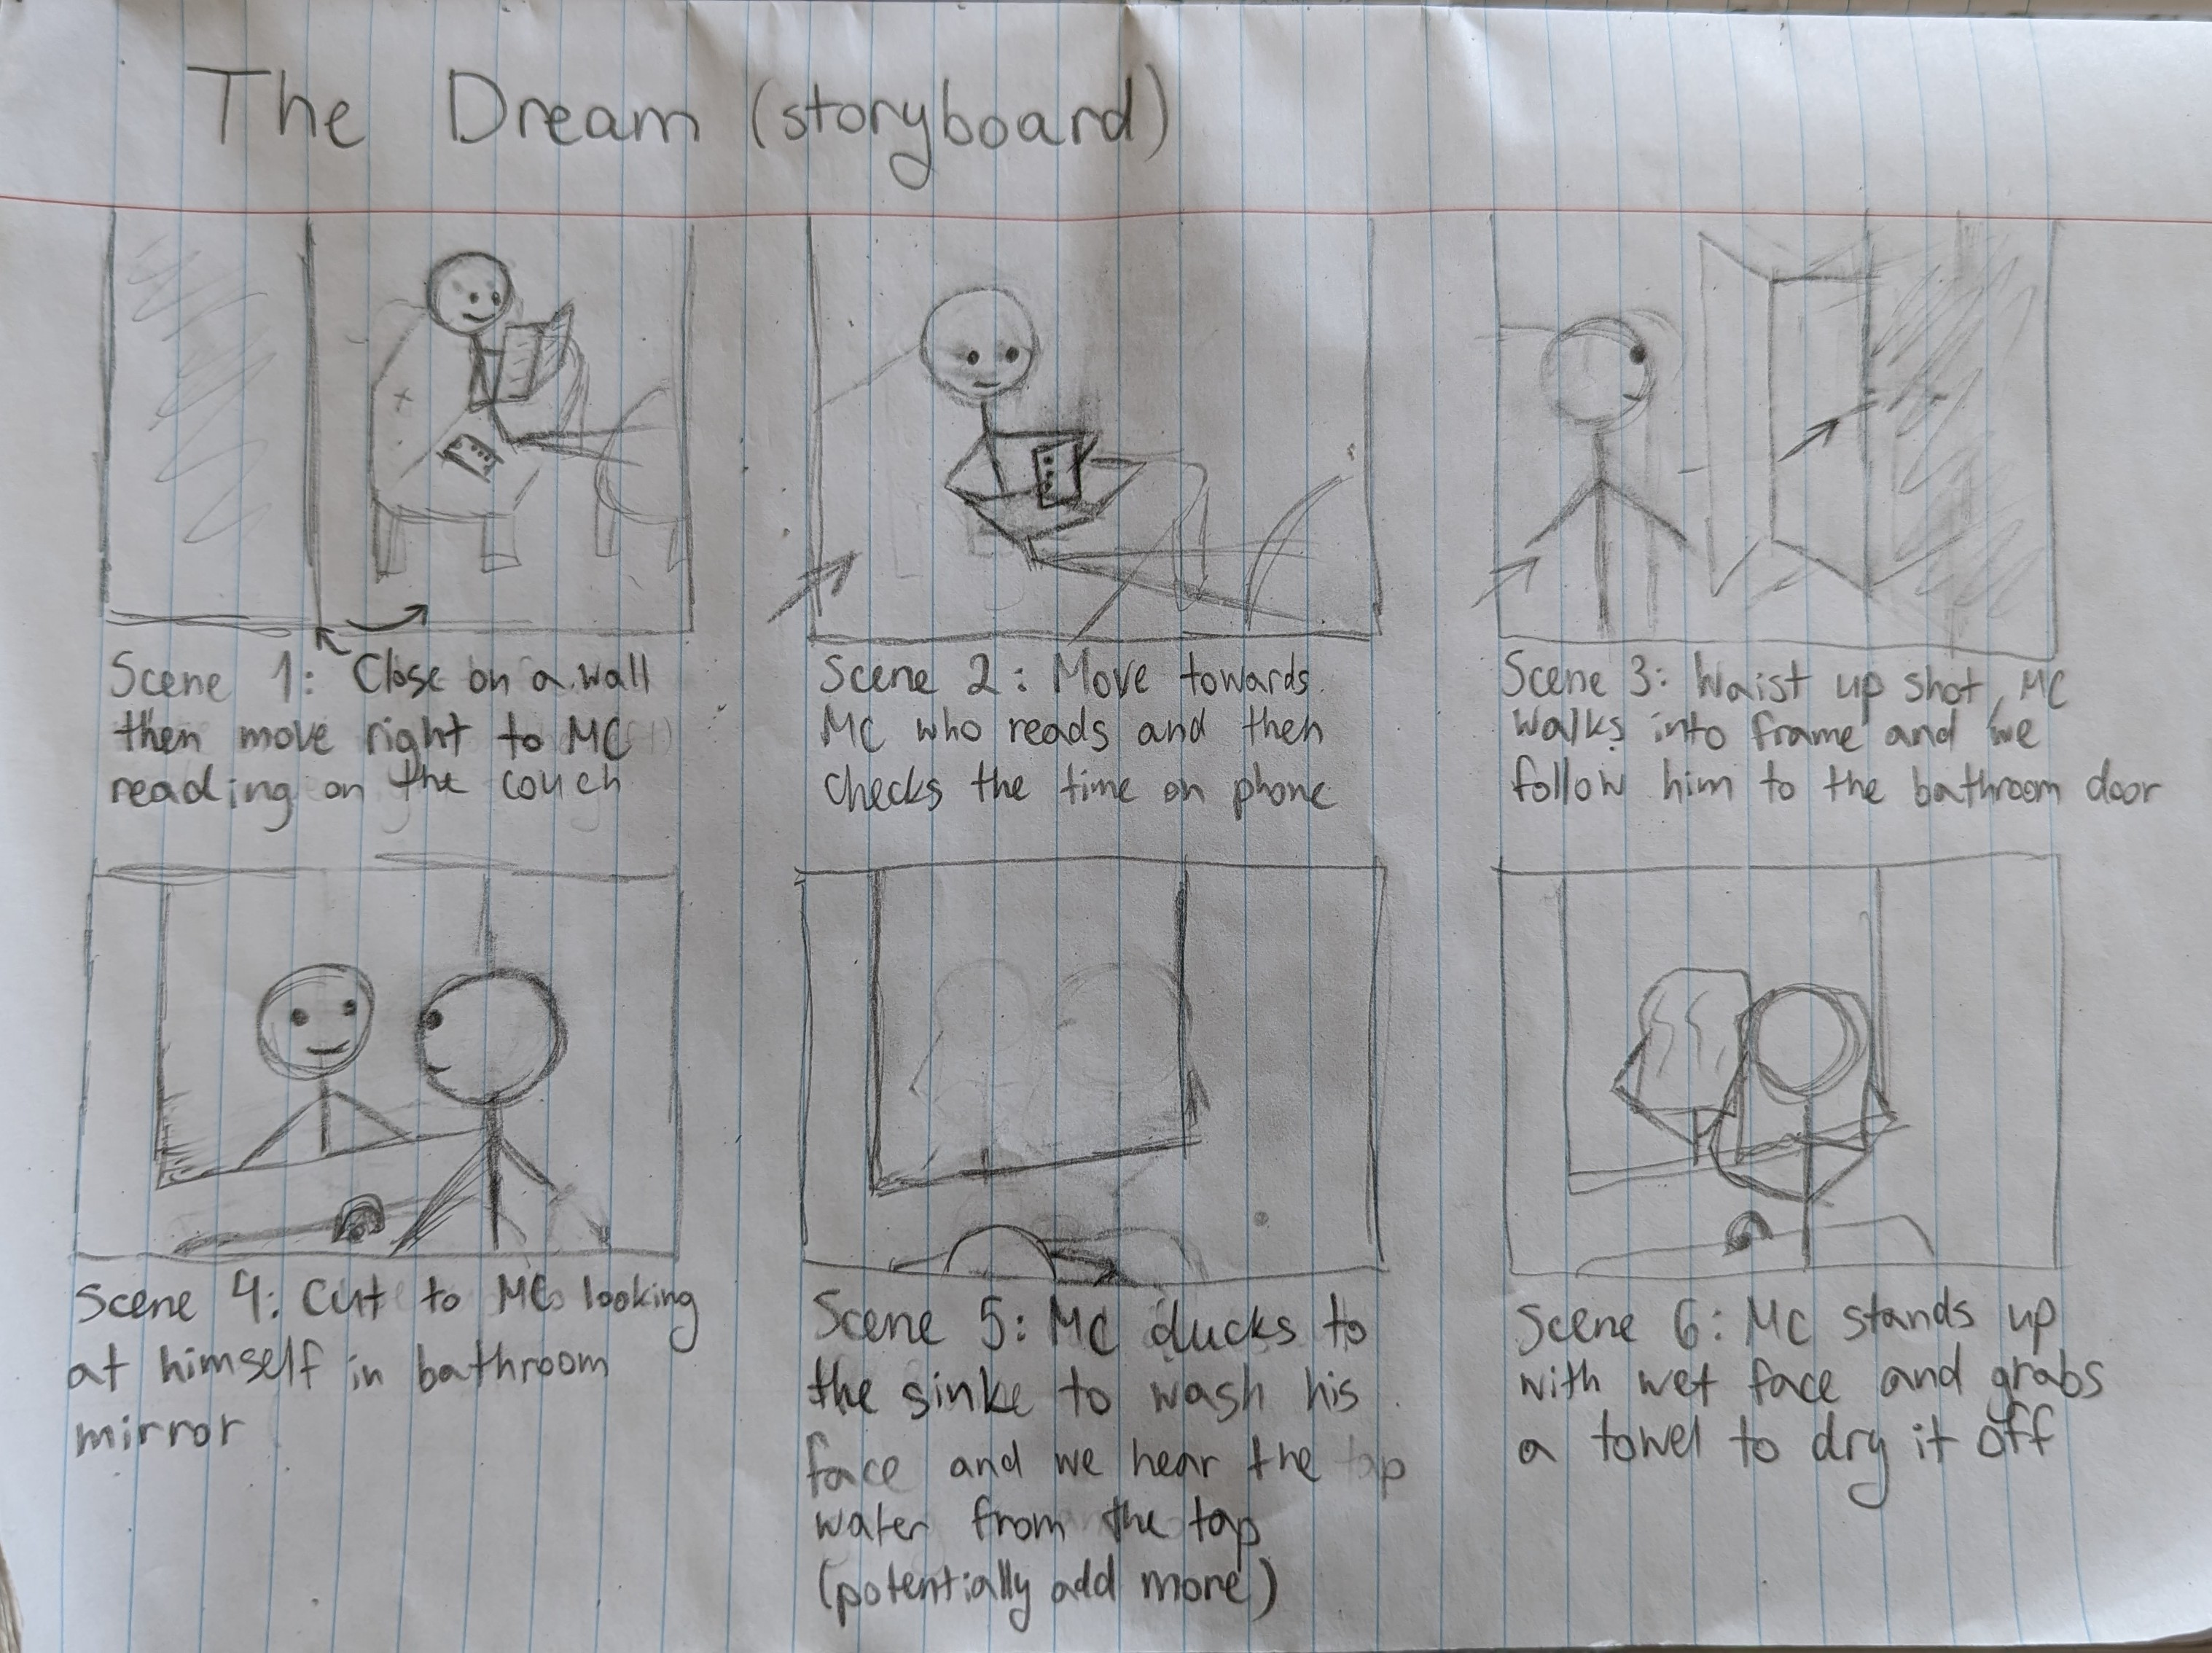 The Dream (storyboard)
Scene 1: Close on a wall
then move right to MC
reading on the couch
Scene 2: Move towards
MC who reads and then
checks the time on phone
Scene 3: Waist up shot, MC
walks into frame and we
follow him to the bathroom door
Scene 4: Cut to MC looking
at himself in bathroom
mirror
Scene 5: MC ducks to
the sinke to wash his
face and we hear the tap
water from the tap
(potentially add more)
Scene 6: MC stands up
with wet face and grabs
a towel to dry it off